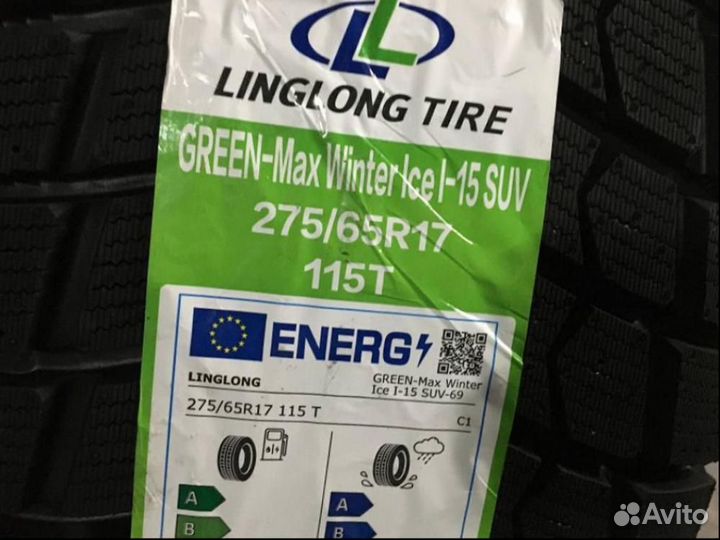 LINGLONG TIRE
GREEN-Max Winter Ice I-15 SUV
275/65R17
115T
ENERG
LINGLONG
GREEN-Max Winter
Ice I-15 SUV-69
275/65R17 115 T
C1
A
B
A
B
Avito